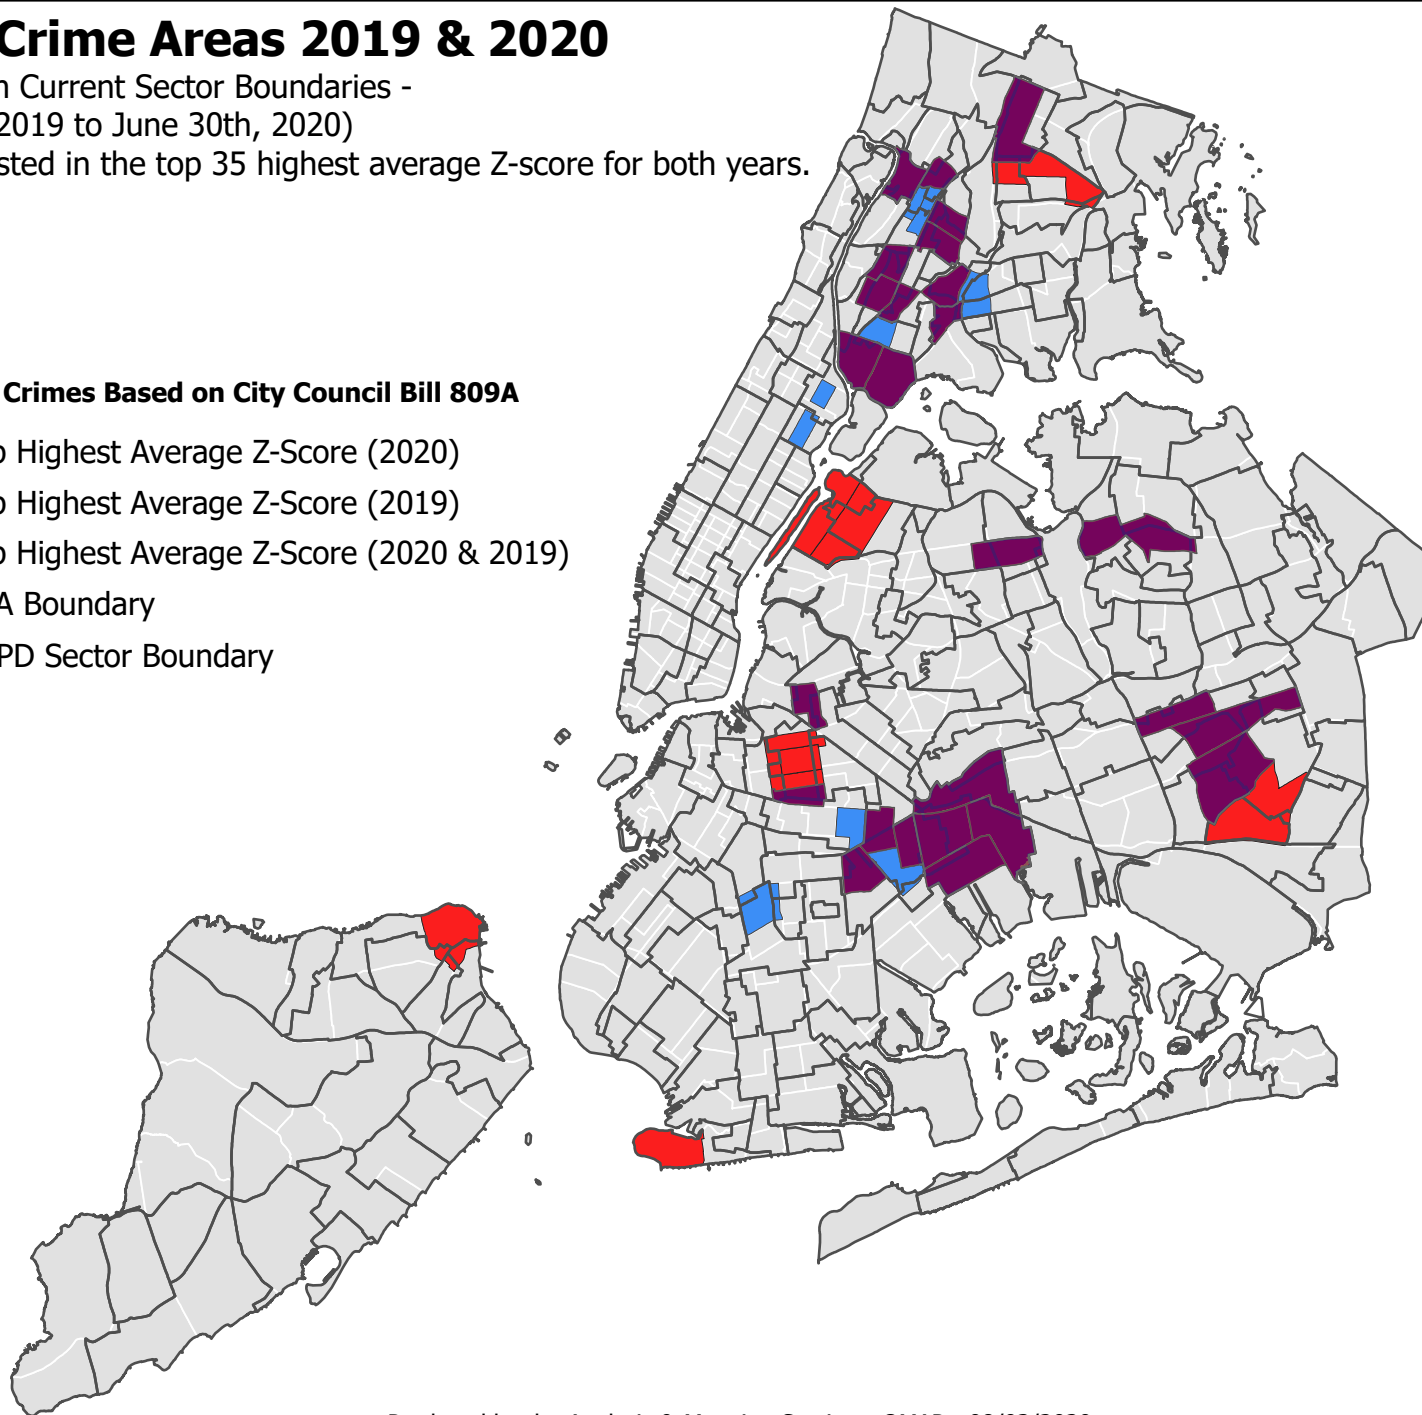 Crime Areas 2019 & 2020
Current Sector Boundaries -
2019 to June 30th, 2020)
sted in the top 35 highest average Z-score for both years.
Crimes Based on City Council Bill 809A
Highest Average Z-Score (2020)
Highest Average Z-Score (2019)
Highest Average Z-Score (2020 & 2019)
A Boundary
PD Sector Boundary